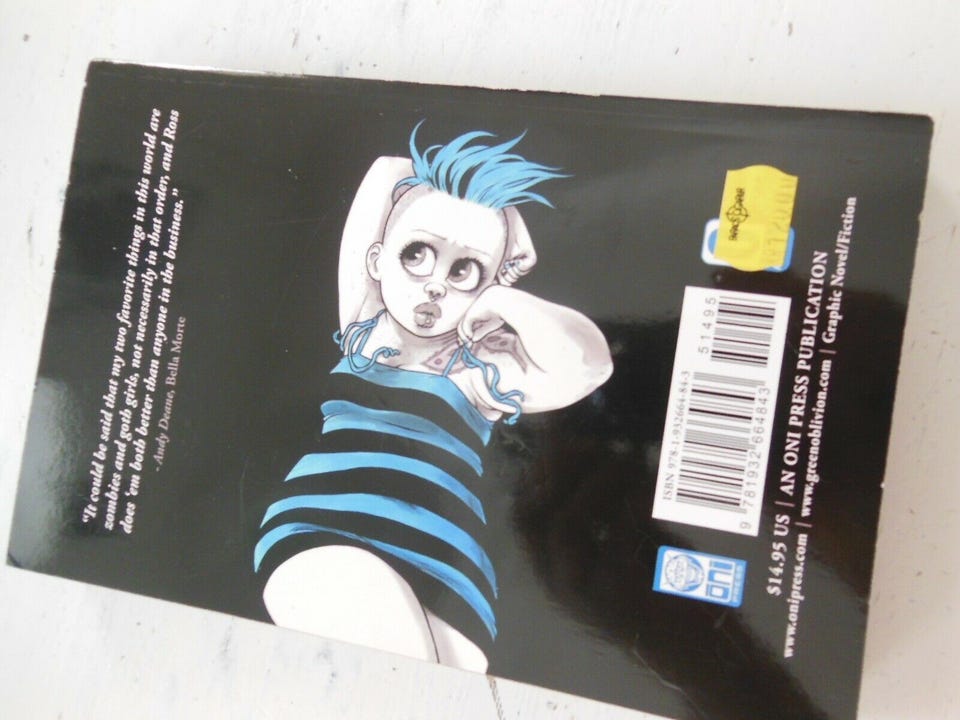 “It could be said that my two favorite things in this world are
zombies and goth girls, not necessarily in that order, and Ross
does ’em both better than anyone in the business.”
- Andy Deane, Bella Morte
ISBN 978-1-932664-84-3
51495
9 781932 664843
oni
PRESS
$14.95 US | AN ONI PRESS PUBLICATION
www.onipress.com | www.greenoblivion.com | Graphic Novel/Fiction